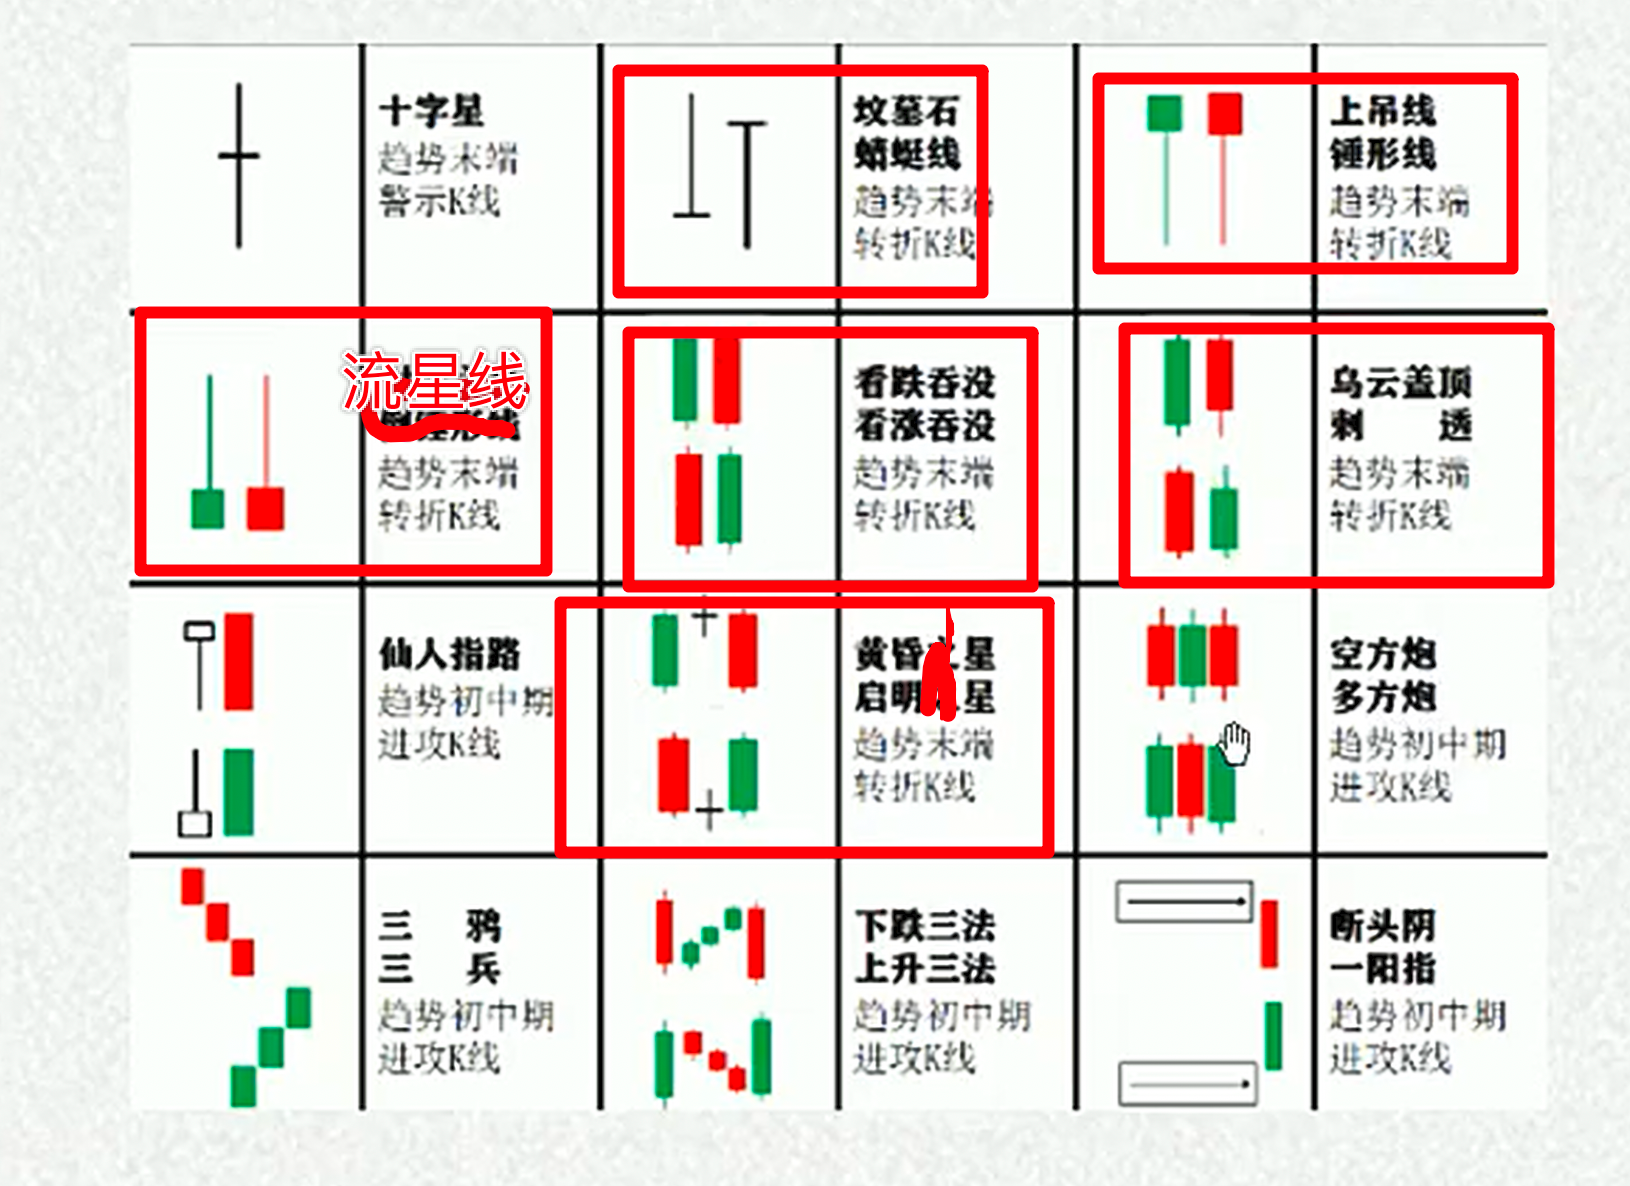 十字星
趋势末端
警示K线
坟墓石
蜻蜓线
趋势末端
转折K线
上吊线
锤形线
趋势末端
转折K线
流星线
趋势末端
转折K线
看跌吞没
看涨吞没
趋势末端
转折K线
乌云盖顶
刺 透
趋势末端
转折K线
仙人指路
趋势初中期
进攻K线
黄昏之星
启明之星
趋势末端
转折K线
空方炮
多方炮
趋势初中期
进攻K线
三 鸦
三 兵
趋势初中期
进攻K线
下跌三法
上升三法
趋势初中期
进攻K线
断头阴
一阳指
趋势初中期
进攻K线